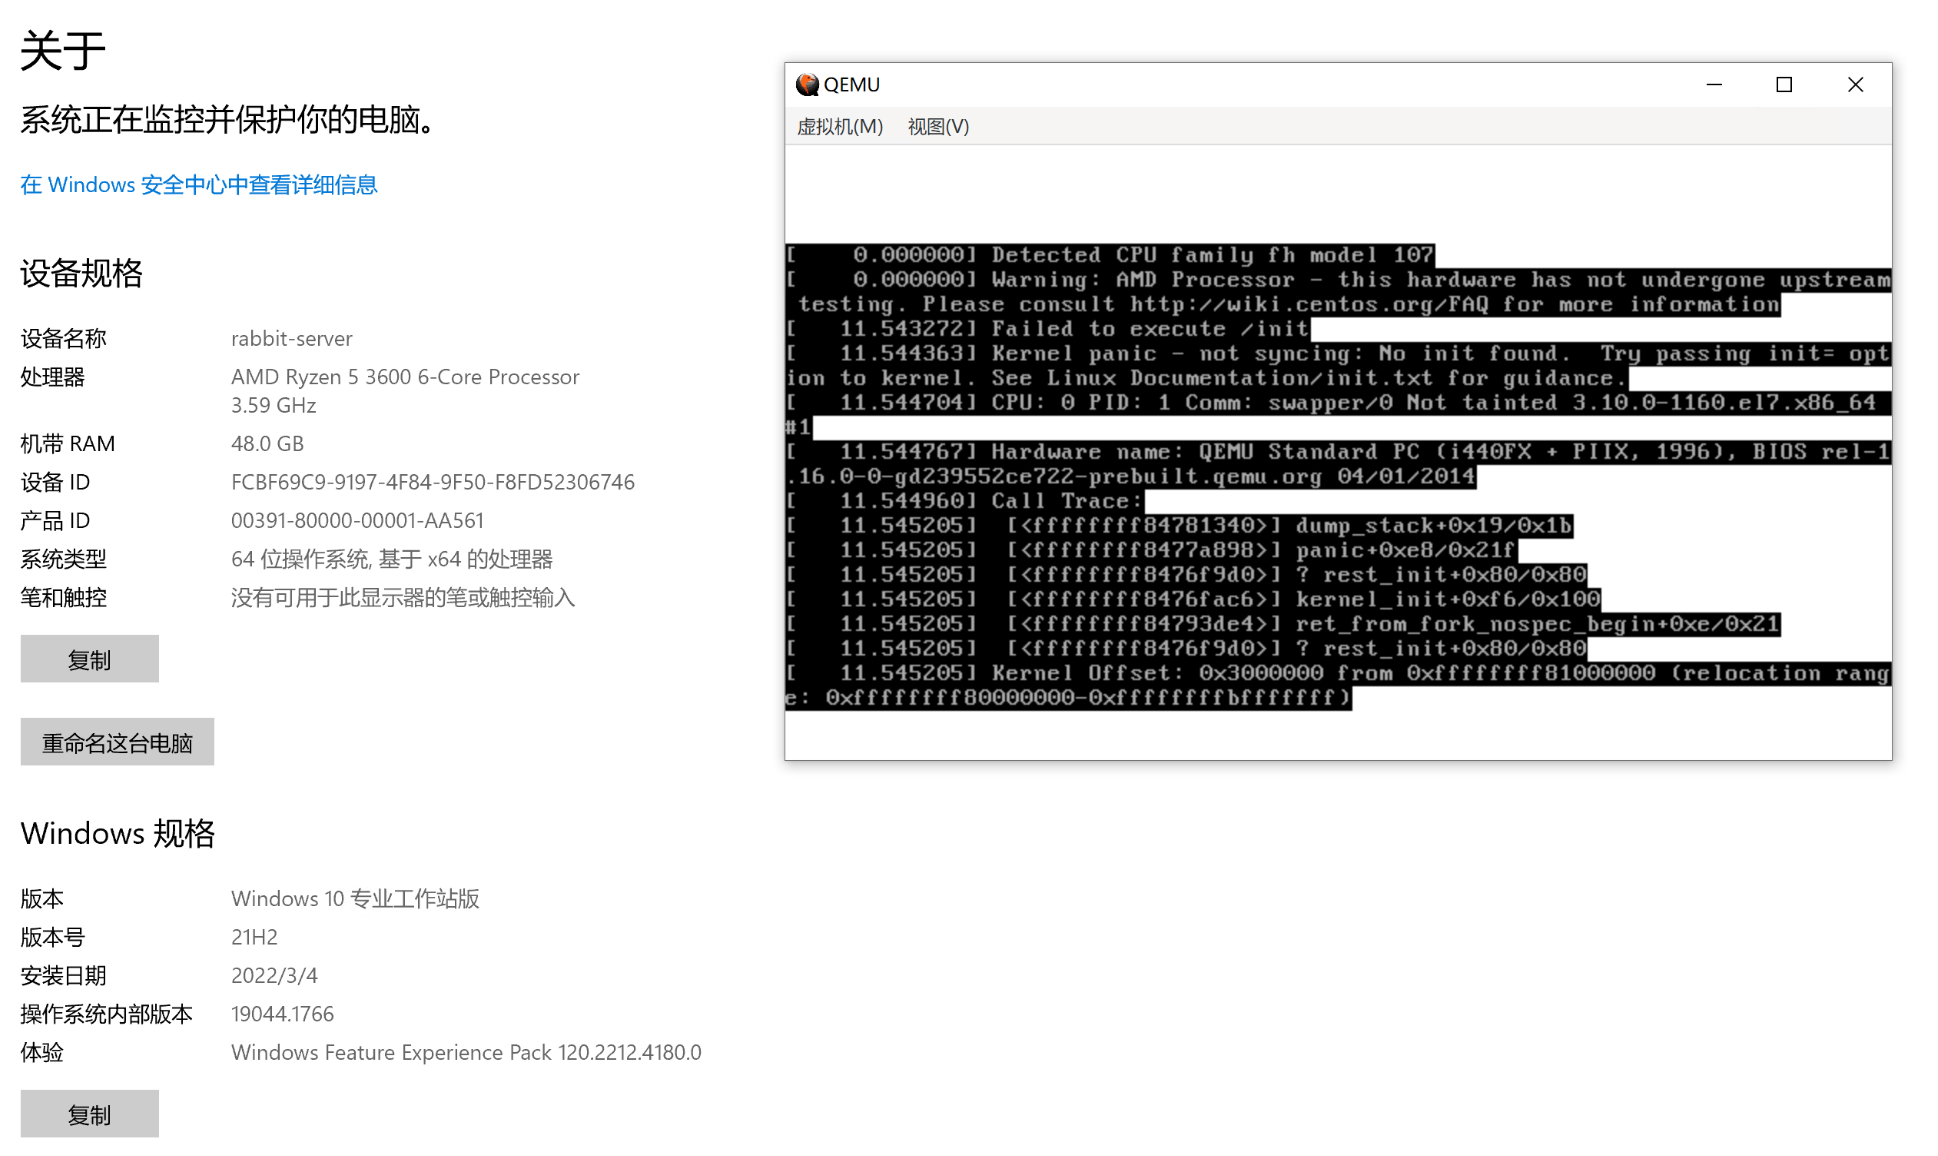 关于
系统正在监控并保护你的电脑。
在 Windows 安全中心中查看详细信息
设备规格
设备名称 rabbit-server
处理器 AMD Ryzen 5 3600 6-Core Processor
3.59 GHz
机带 RAM 48.0 GB
设备 ID FCBF69C9-9197-4F84-9F50-F8FD52306746
产品 ID 00391-80000-00001-AA561
系统类型 64 位操作系统, 基于 x64 的处理器
笔和触控 没有可用于此显示器的笔或触控输入
复制
重命名这台电脑
Windows 规格
版本 Windows 10 专业工作站版
版本号 21H2
安装日期 2022/3/4
操作系统内部版本 19044.1766
体验 Windows Feature Experience Pack 120.2212.4180.0
复制
QEMU
虚拟机(M) 视图(V)
[    0.000000] Detected CPU family fh model 107
[    0.000000] Warning: AMD Processor - this hardware has not undergone upstream
testing. Please consult http://wiki.centos.org/FAQ for more information
[   11.543272] Failed to execute /init
[   11.544363] Kernel panic - not syncing: No init found.  Try passing init= opt
ion to kernel. See Linux Documentation/init.txt for guidance.
[   11.544704] CPU: 0 PID: 1 Comm: swapper/0 Not tainted 3.10.0-1160.el7.x86_64
#1
[   11.544767] Hardware name: QEMU Standard PC (i440FX + PIIX, 1996), BIOS rel-1
.16.0-0-gd239552ce722-prebuilt.qemu.org 04/01/2014
[   11.544960] Call Trace:
[   11.545205]  [<ffffffff84781340>] dump_stack+0x19/0x1b
[   11.545205]  [<ffffffff8477a898>] panic+0xe8/0x21f
[   11.545205]  [<ffffffff8476f9d0>] ? rest_init+0x80/0x80
[   11.545205]  [<ffffffff8476fac6>] kernel_init+0xf6/0x100
[   11.545205]  [<ffffffff84793de4>] ret_from_fork_nospec_begin+0xe/0x21
[   11.545205]  [<ffffffff8476f9d0>] ? rest_init+0x80/0x80
[   11.545205] Kernel Offset: 0x3000000 from 0xffffffff81000000 (relocation rang
e: 0xffffffff80000000-0xffffffffbfffffff)